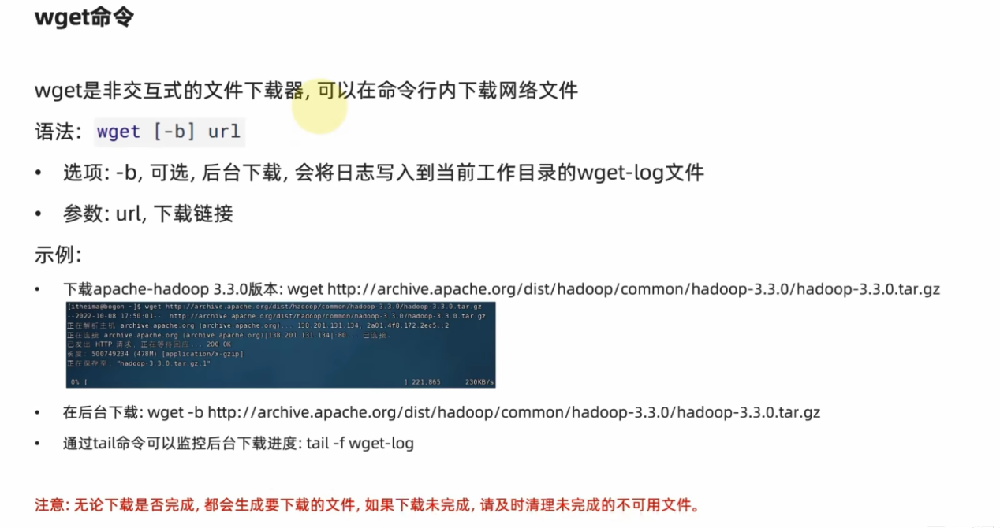 wget命令
wget是非交互式的文件下载器, 可以在命令行内下载网络文件
语法: wget [-b] url
• 选项: -b, 可选, 后台下载, 会将日志写入到当前工作目录的wget-log文件
• 参数: url, 下载链接
示例:
• 下载apache-hadoop 3.3.0版本: wget http://archive.apache.org/dist/hadoop/common/hadoop-3.3.0/hadoop-3.3.0.tar.gz
[itheima@bogon ~]$ wget http://archive.apache.org/dist/hadoop/common/hadoop-3.3.0/hadoop-3.3.0.tar.gz
--2022-10-08 17:50:01-- http://archive.apache.org/dist/hadoop/common/hadoop-3.3.0/hadoop-3.3.0.tar.gz
正在解析主机 archive.apache.org (archive.apache.org)... 138.201.131.134, 2a01:4f8:172:2ec5::2
正在连接 archive.apache.org (archive.apache.org)|138.201.131.134|:80... 已连接.
已发出 HTTP 请求, 正在等待回应... 200 OK
长度: 500749234 (478M) [application/x-gzip]
正在保存至: "hadoop-3.3.0.tar.gz.1"
0% [ ] 221,865 230KB/s
• 在后台下载: wget -b http://archive.apache.org/dist/hadoop/common/hadoop-3.3.0/hadoop-3.3.0.tar.gz
• 通过tail命令可以监控后台下载进度: tail -f wget-log
注意: 无论下载是否完成, 都会生成要下载的文件, 如果下载未完成, 请及时清理未完成的不可用文件。